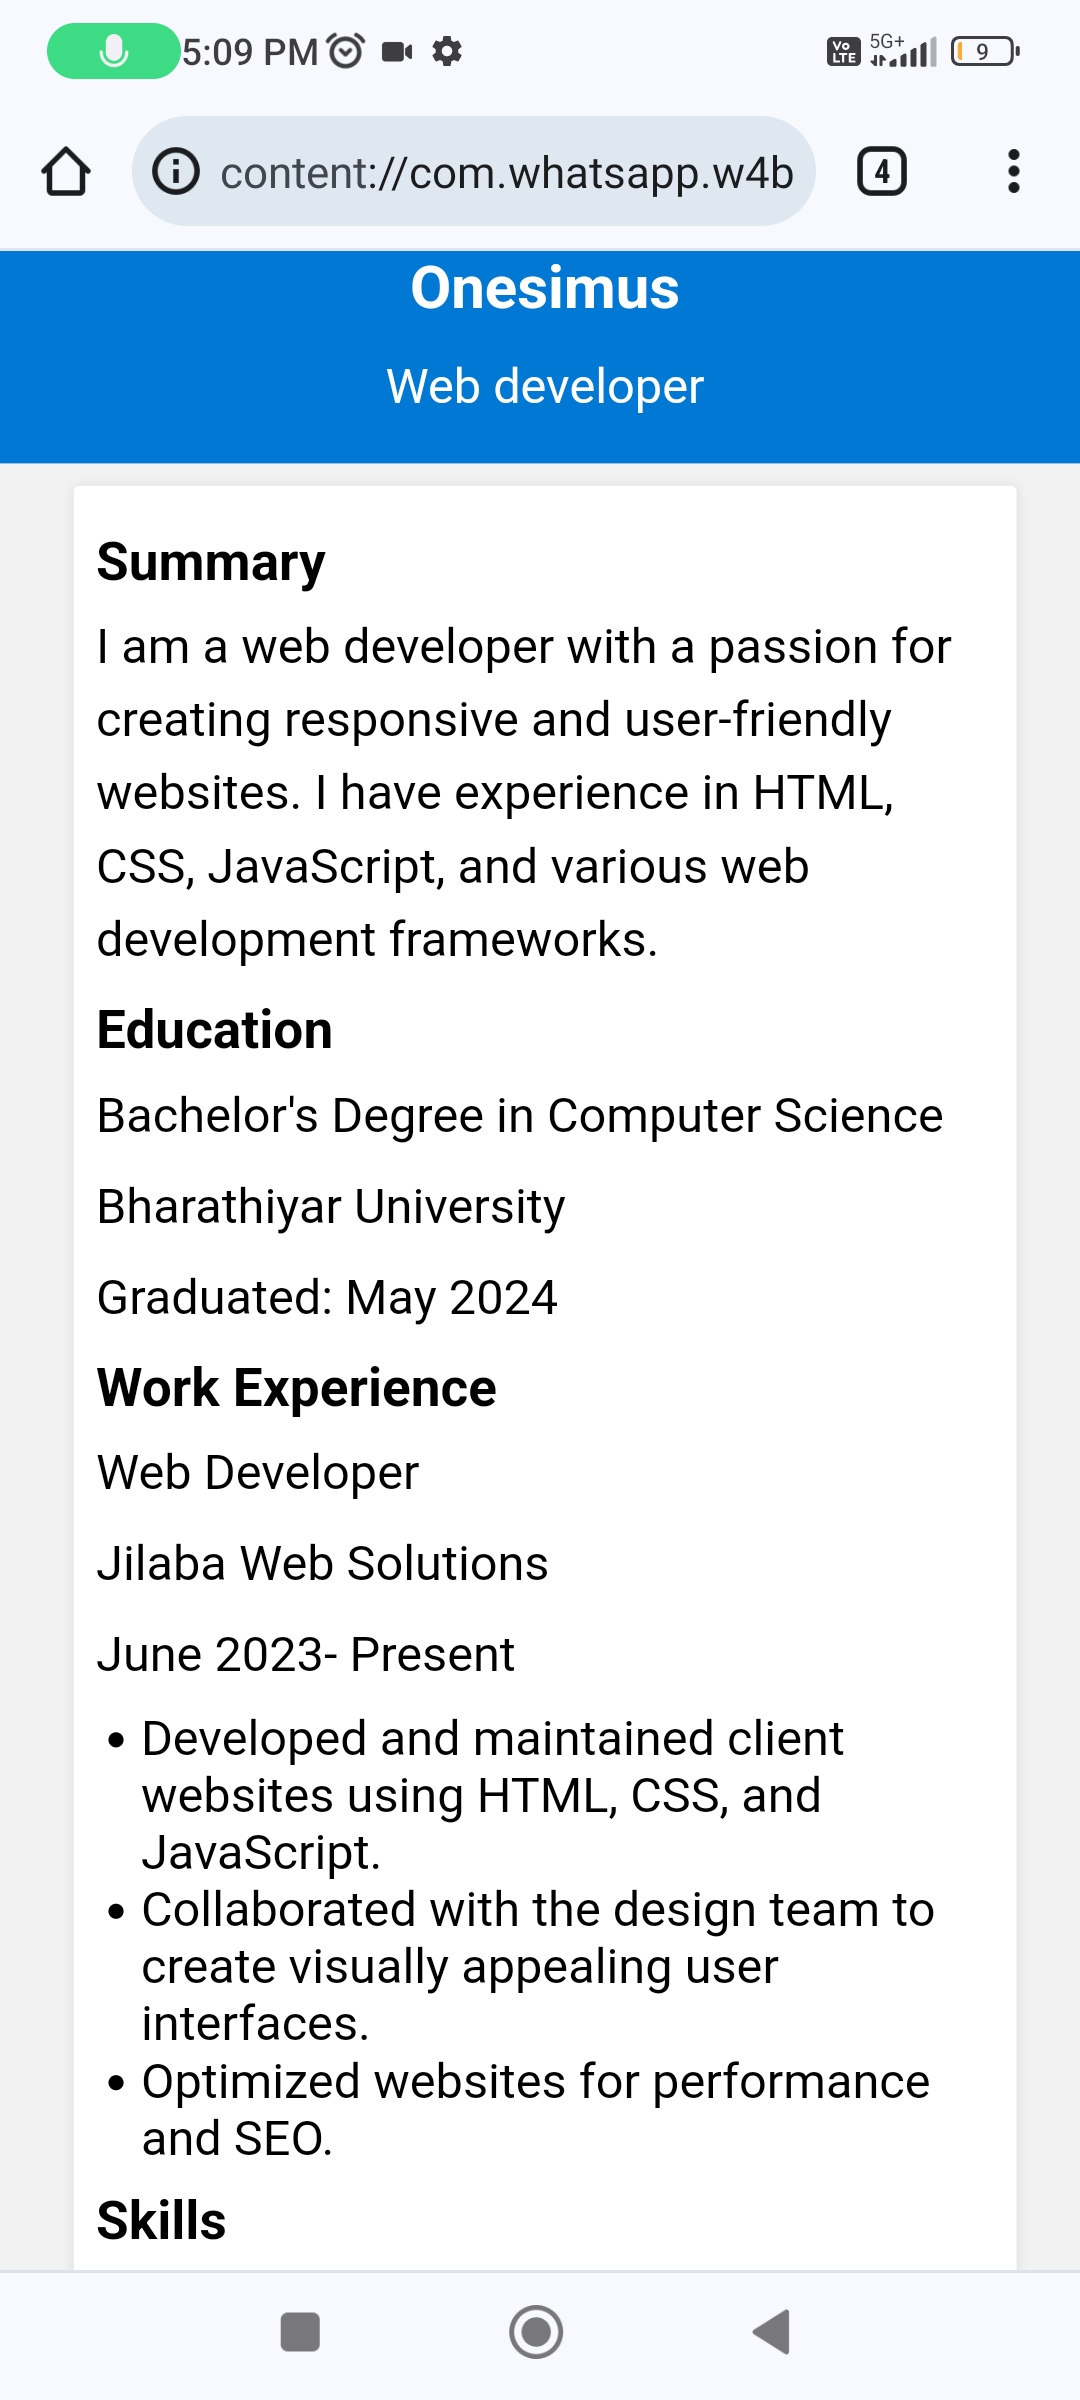 5:09 PM
Vo LTE 5G+ 9
content://com.whatsapp.w4b
4
Onesimus
Web developer
Summary
I am a web developer with a passion for
creating responsive and user-friendly
websites. I have experience in HTML,
CSS, JavaScript, and various web
development frameworks.
Education
Bachelor's Degree in Computer Science
Bharathiyar University
Graduated: May 2024
Work Experience
Web Developer
Jilaba Web Solutions
June 2023- Present
• Developed and maintained client
websites using HTML, CSS, and
JavaScript.
• Collaborated with the design team to
create visually appealing user
interfaces.
• Optimized websites for performance
and SEO.
Skills